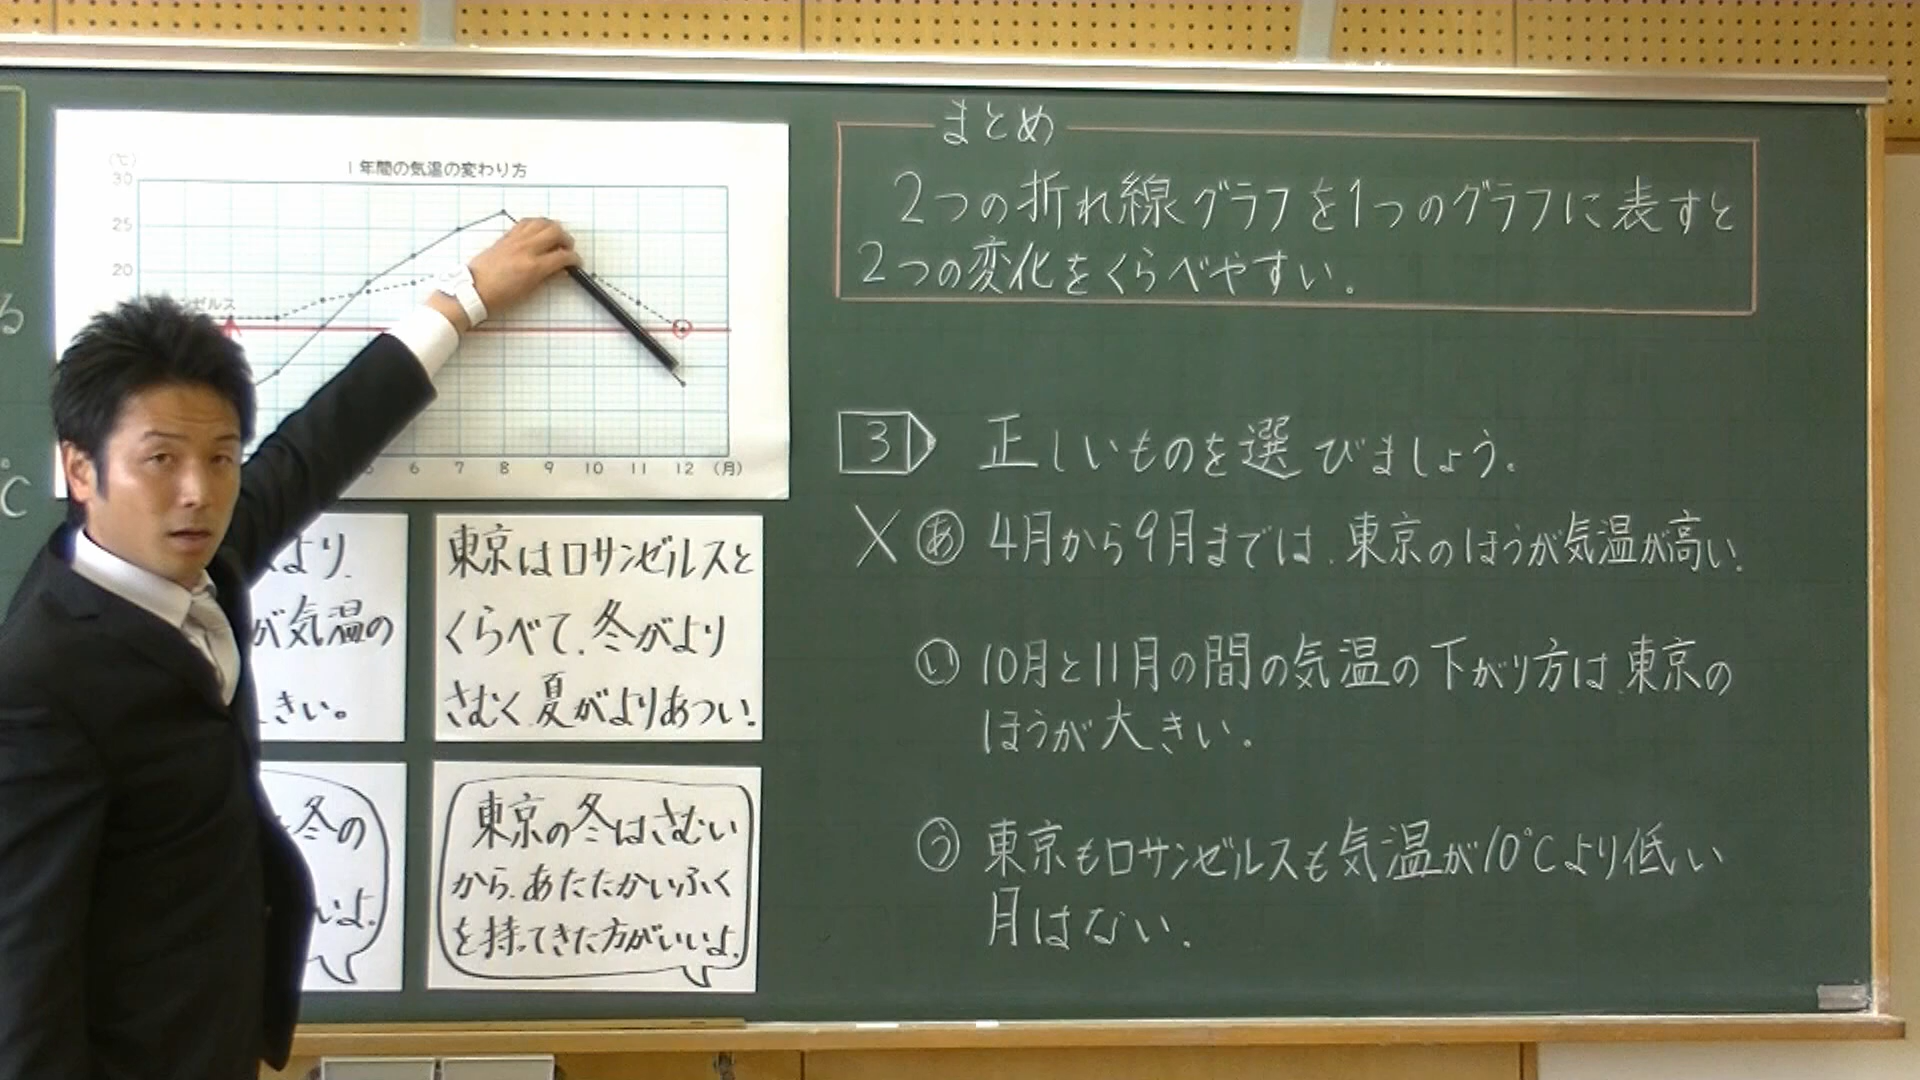 る
℃
(℃)
1年間の気温の変わり方
30
25
20
ンゼルス
6 7 8 9 10 11 12 (月)
より、
が気温の
きい。
東京はロサンゼルスと
くらべて、冬がより
さむく、夏がよりあつい。
冬の
いよ。
東京の冬はさむい
から、あたたかいふく
を持ってきた方がいいよ。
まとめ
2つの折れ線グラフを1つのグラフに表すと
2つの変化をくらべやすい。
3 正しいものを選びましょう。
X あ 4月から9月までは、東京のほうが気温が高い。
い 10月と11月の間の気温の下がり方は、東京の
ほうが大きい。
う 東京もロサンゼルスも気温が10℃より低い
月はない。